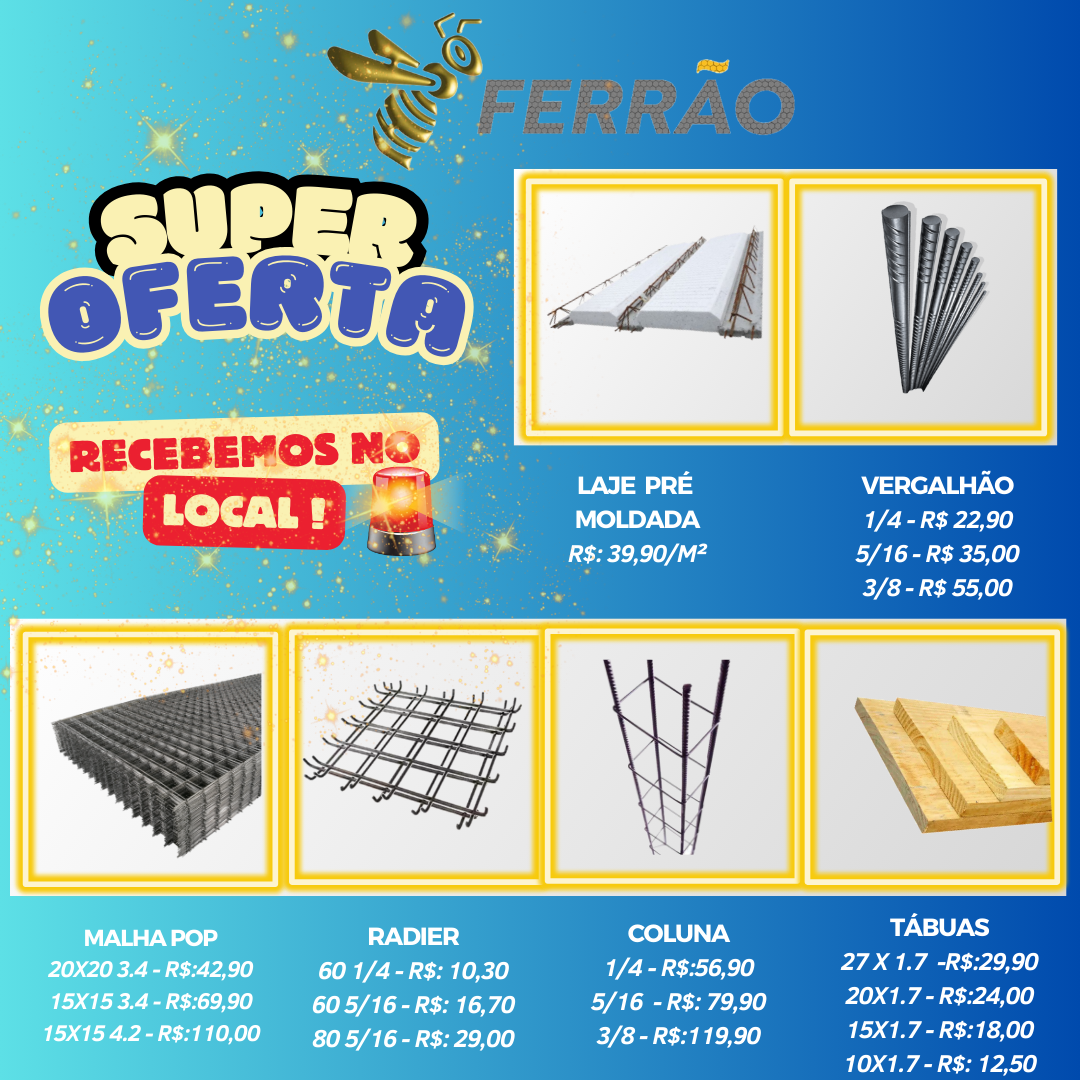 FERRÃO
SUPER
OFERTA
RECEBEMOS NO
LOCAL !
LAJE PRÉ
MOLDADA
R$: 39,90/M²
VERGALHÃO
1/4 - R$ 22,90
5/16 - R$ 35,00
3/8 - R$ 55,00
MALHA POP
20X20 3.4 - R$:42,90
15X15 3.4 - R$:69,90
15X15 4.2 - R$:110,00
RADIER
60 1/4 - R$: 10,30
60 5/16 - R$: 16,70
80 5/16 - R$: 29,00
COLUNA
1/4 - R$:56,90
5/16 - R$: 79,90
3/8 - R$:119,90
TÁBUAS
27 X 1.7 -R$:29,90
20X1.7 - R$:24,00
15X1.7 - R$:18,00
10X1.7 - R$: 12,50